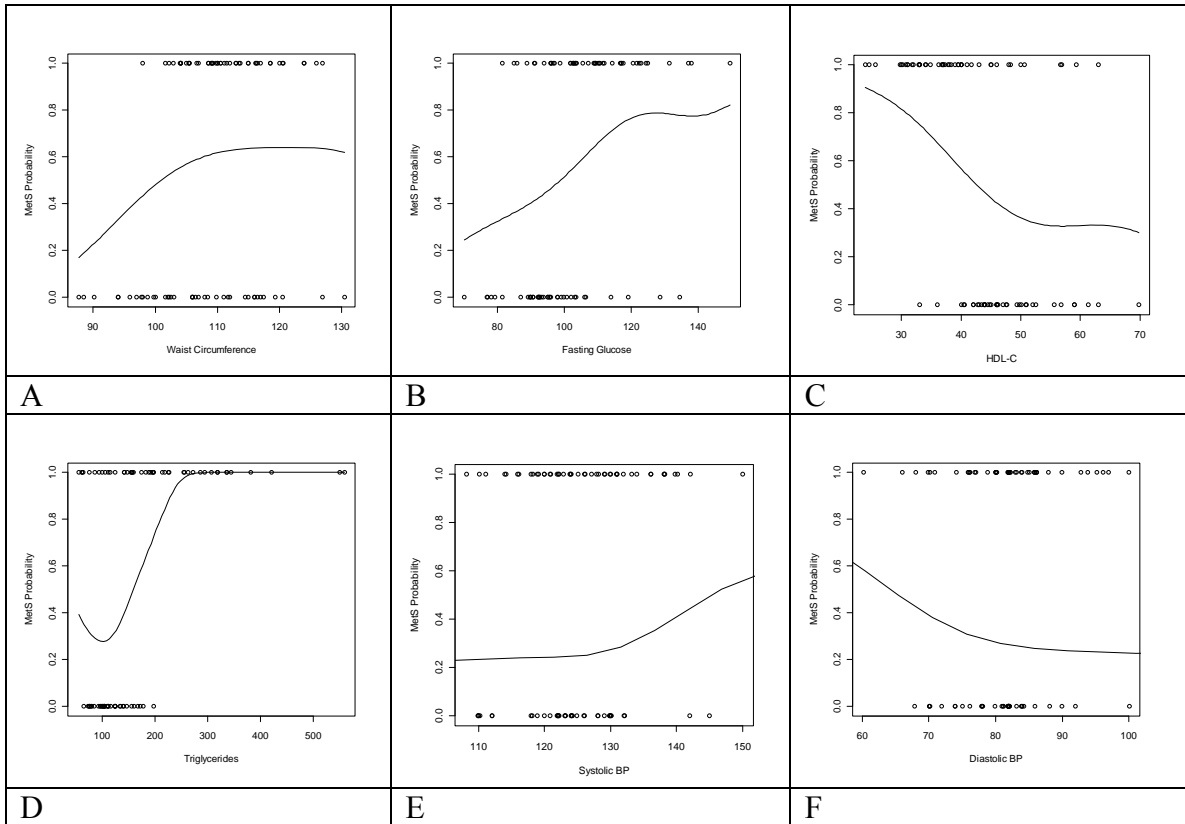 MetS Probability
0.0 0.2 0.4 0.6 0.8 1.0
90 100 110 120 130
Waist Circumference
A
MetS Probability
0.0 0.2 0.4 0.6 0.8 1.0
80 100 120 140
Fasting Glucose
B
MetS Probability
0.0 0.2 0.4 0.6 0.8 1.0
30 40 50 60 70
HDL-C
C
MetS Probability
0.0 0.2 0.4 0.6 0.8 1.0
100 200 300 400 500
Triglycerides
D
MetS Probability
0.0 0.2 0.4 0.6 0.8 1.0
110 120 130 140 150
Systolic BP
E
MetS Probability
0.0 0.2 0.4 0.6 0.8 1.0
60 70 80 90 100
Diastolic BP
F